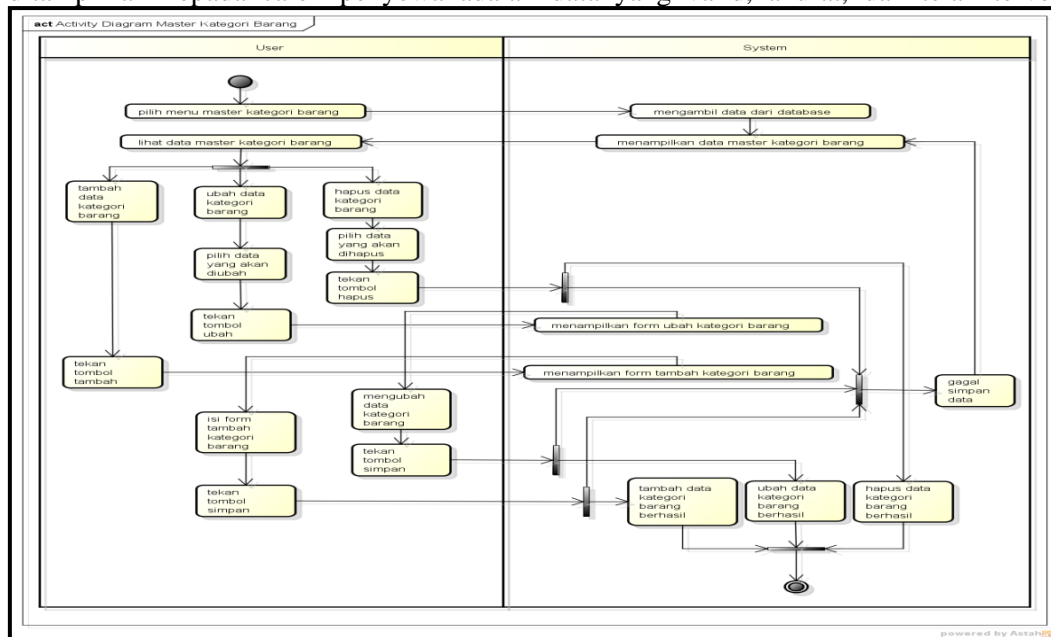 act Activity Diagram Master Kategori Barang
User
System
pilih menu master kategori barang
mengambil data dari database
lihat data master kategori barang
menampilkan data master kategori barang
tambah
data
kategori
barang
ubah data
kategori
barang
hapus data
kategori
barang
pilih data
yang akan
diubah
pilih data
yang akan
dihapus
tekan
tombol
hapus
tekan
tombol
ubah
menampilkan form ubah kategori barang
tekan
tombol
tambah
menampilkan form tambah kategori barang
gagal
simpan
data
mengubah
data
kategori
barang
isi form
tambah
kategori
barang
tekan
tombol
simpan
tekan
tombol
simpan
tambah data
kategori
barang
berhasil
ubah data
kategori
barang
berhasil
hapus data
kategori
barang
berhasil
powered by Astah